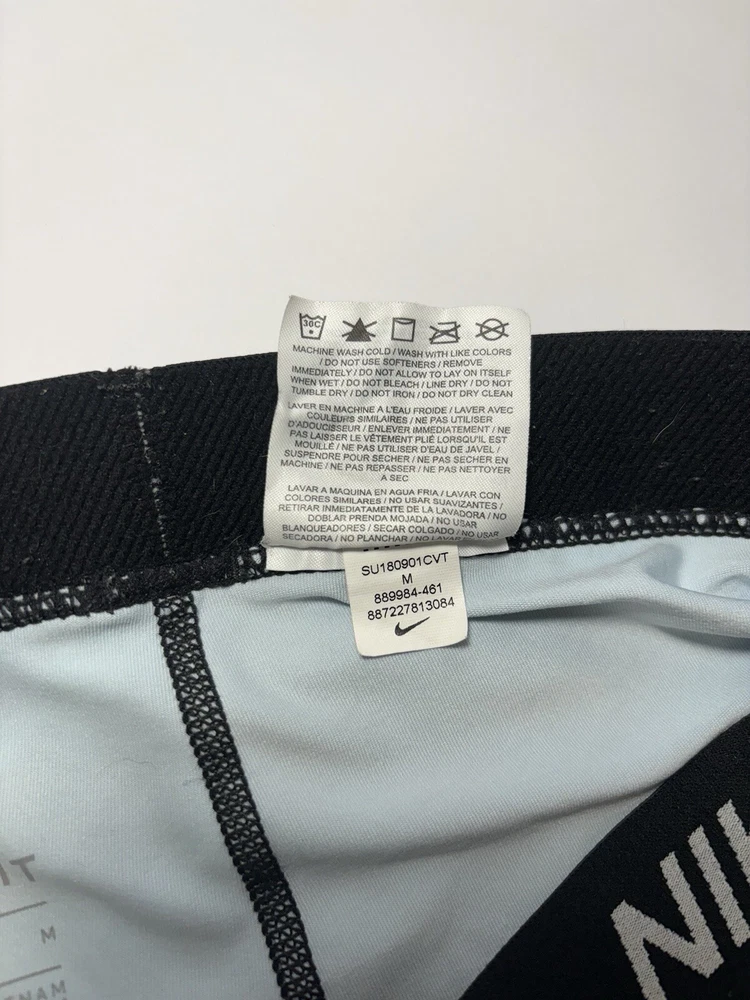 30C
MACHINE WASH COLD / WASH WITH LIKE COLORS
/ DO NOT USE SOFTENERS / REMOVE
IMMEDIATELY / DO NOT ALLOW TO LAY ON ITSELF
WHEN WET / DO NOT BLEACH / LINE DRY / DO NOT
TUMBLE DRY / DO NOT IRON / DO NOT DRY CLEAN
LAVER EN MACHINE A L'EAU FROIDE / LAVER AVEC
COULEURS SIMILAIRES / NE PAS UTILISER
D'ADOUCISSEUR / ENLEVER IMMEDIATEMENT / NE
PAS LAISSER LE VÊTEMENT PLIÉ LORSQU'IL EST
MOUILLÉ / NE PAS UTILISER D'EAU DE JAVEL /
SUSPENDRE POUR SECHER / NE PAS SECHER EN
MACHINE / NE PAS REPASSER / NE PAS NETTOYER
A SEC
LAVAR A MAQUINA EN AGUA FRIA / LAVAR CON
COLORES SIMILARES / NO USAR SUAVIZANTES /
RETIRAR INMEDIATAMENTE DE LA LAVADORA / NO
DOBLAR PRENDA MOJADA / NO USAR
BLANQUEADORES / SECAR COLGADO / NO USAR
SECADORA / NO PLANCHAR / NO LAVAR
SU180901CVT
M
889984-461
887227813084
IT
M
NAM
NI